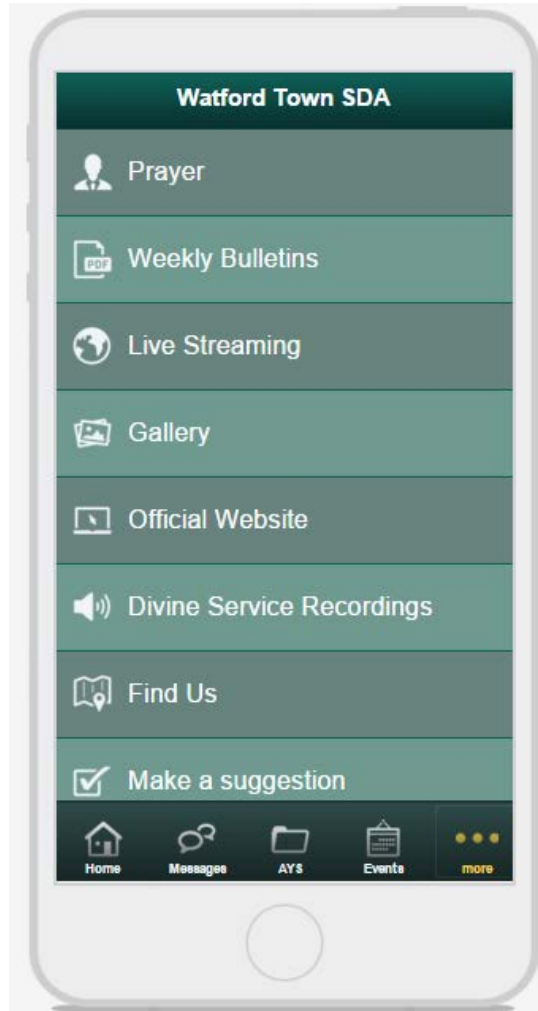 Watford Town SDA
Prayer
PDF
Weekly Bulletins
Live Streaming
Gallery
Official Website
Divine Service Recordings
Find Us
Make a suggestion
Home Messages AYS Events more